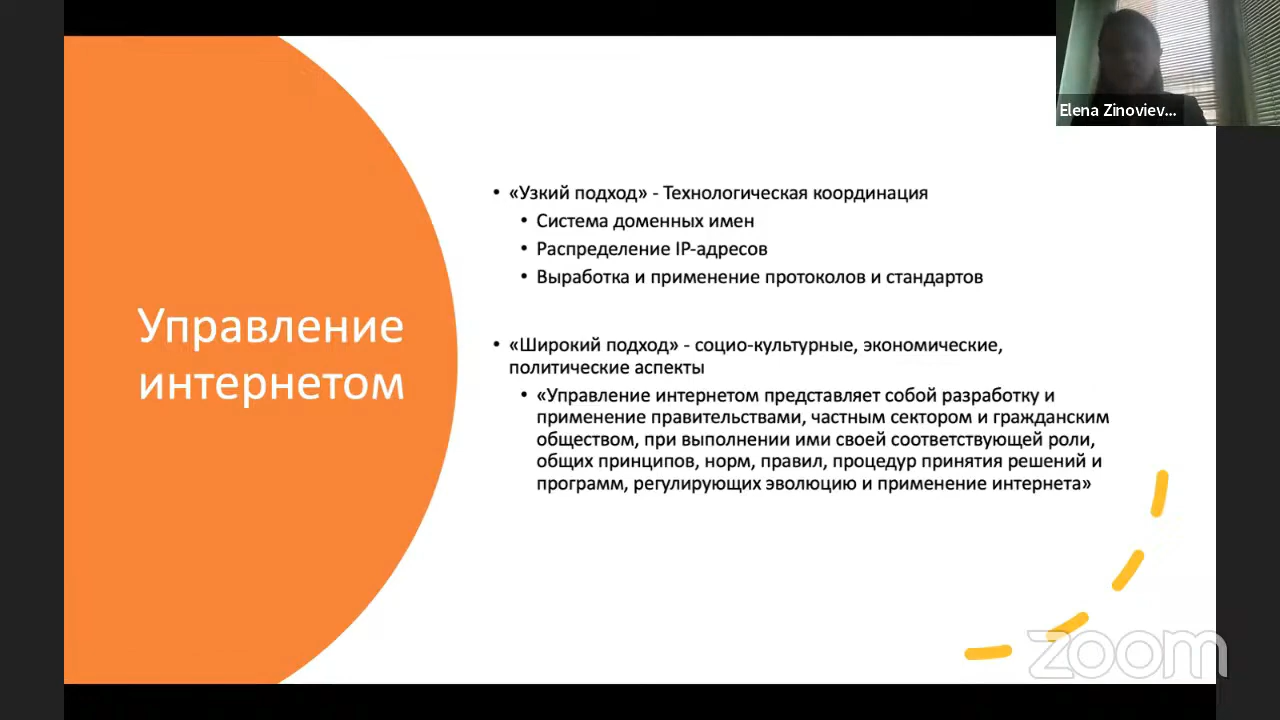 Elena Zinoviev...
Управление
интернетом
• «Узкий подход» - Технологическая координация
• Система доменных имен
• Распределение IP-адресов
• Выработка и применение протоколов и стандартов
• «Широкий подход» - социо-культурные, экономические,
политические аспекты
• «Управление интернетом представляет собой разработку и
применение правительствами, частным сектором и гражданским
обществом, при выполнении ими своей соответствующей роли,
общих принципов, норм, правил, процедур принятия решений и
программ, регулирующих эволюцию и применение интернета»
zoom